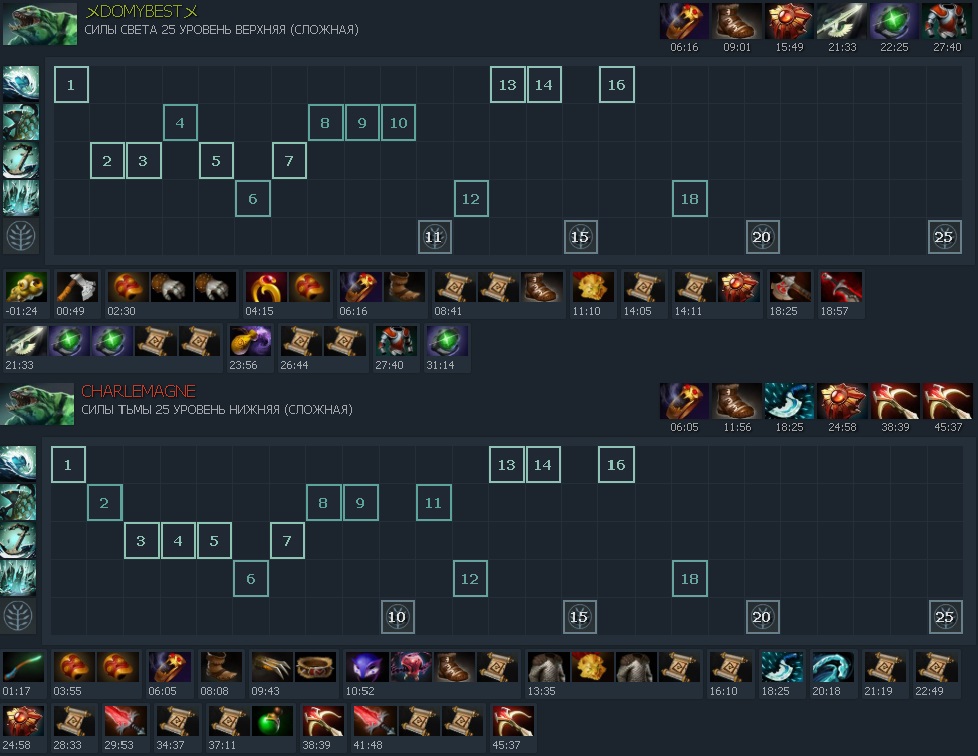 XDOMYBESTX
СИЛЫ СВЕТА 25 УРОВЕНЬ ВЕРХНЯЯ (СЛОЖНАЯ)
06:16 09:01 15:49 21:33 22:25 27:40
1 13 14 16
4 8 9 10
2 3 5 7
6 12 18
11 15 20 25
-01:24 00:49 02:30 04:15 06:16 08:41 11:10 14:05 14:11 18:25 18:57
21:33 23:56 26:44 27:40 31:14
CHARLEMAGNE
СИЛЫ ТЬМЫ 25 УРОВЕНЬ НИЖНЯЯ (СЛОЖНАЯ)
06:05 11:56 18:25 24:58 38:39 45:37
1 13 14 16
2 8 9 11
3 4 5 7
6 12 18
10 15 20 25
01:17 03:55 06:05 08:08 09:43 10:52 13:35 16:10 18:25 20:18 21:19 22:49
24:58 28:33 29:53 34:37 37:11 38:39 41:48 45:37